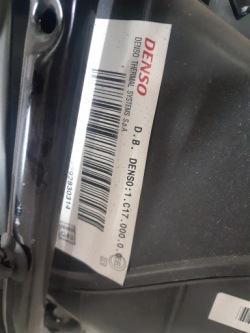 DENSO
DENSO THERMAL SYSTEMS S.p.A.
D.B. DENSO:1.C17.000.0